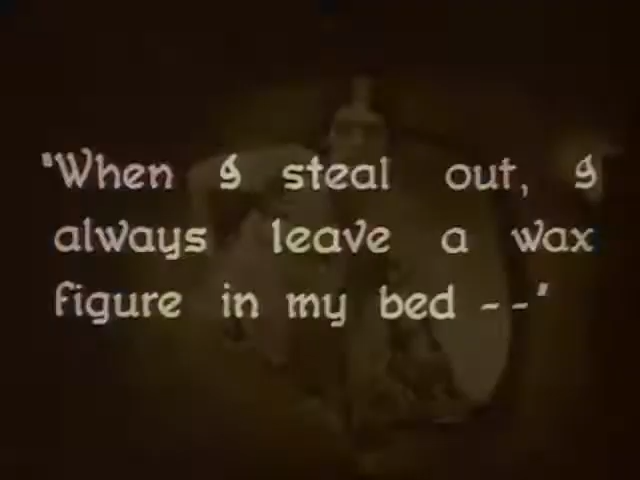 "When I steal out, I
always leave a wax
figure in my bed --"